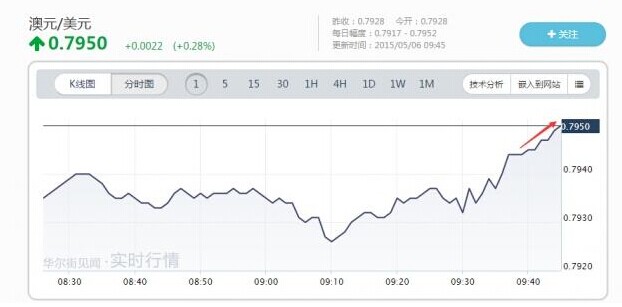 澳元/美元
0.7950 +0.0022 (+0.28%)
昨收：0.7928 今开：0.7928
每日幅度：0.7917 - 0.7952
更新时间：2015/05/06 09:45
+ 关注
K线图 分时图 1 5 15 30 1H 4H 1D 1W 1M 技术分析 嵌入到网站
0.7950
0.7940
0.7930
0.7920
华尔街见闻·实时行情
08:30 08:40 08:50 09:00 09:10 09:20 09:30 09:40